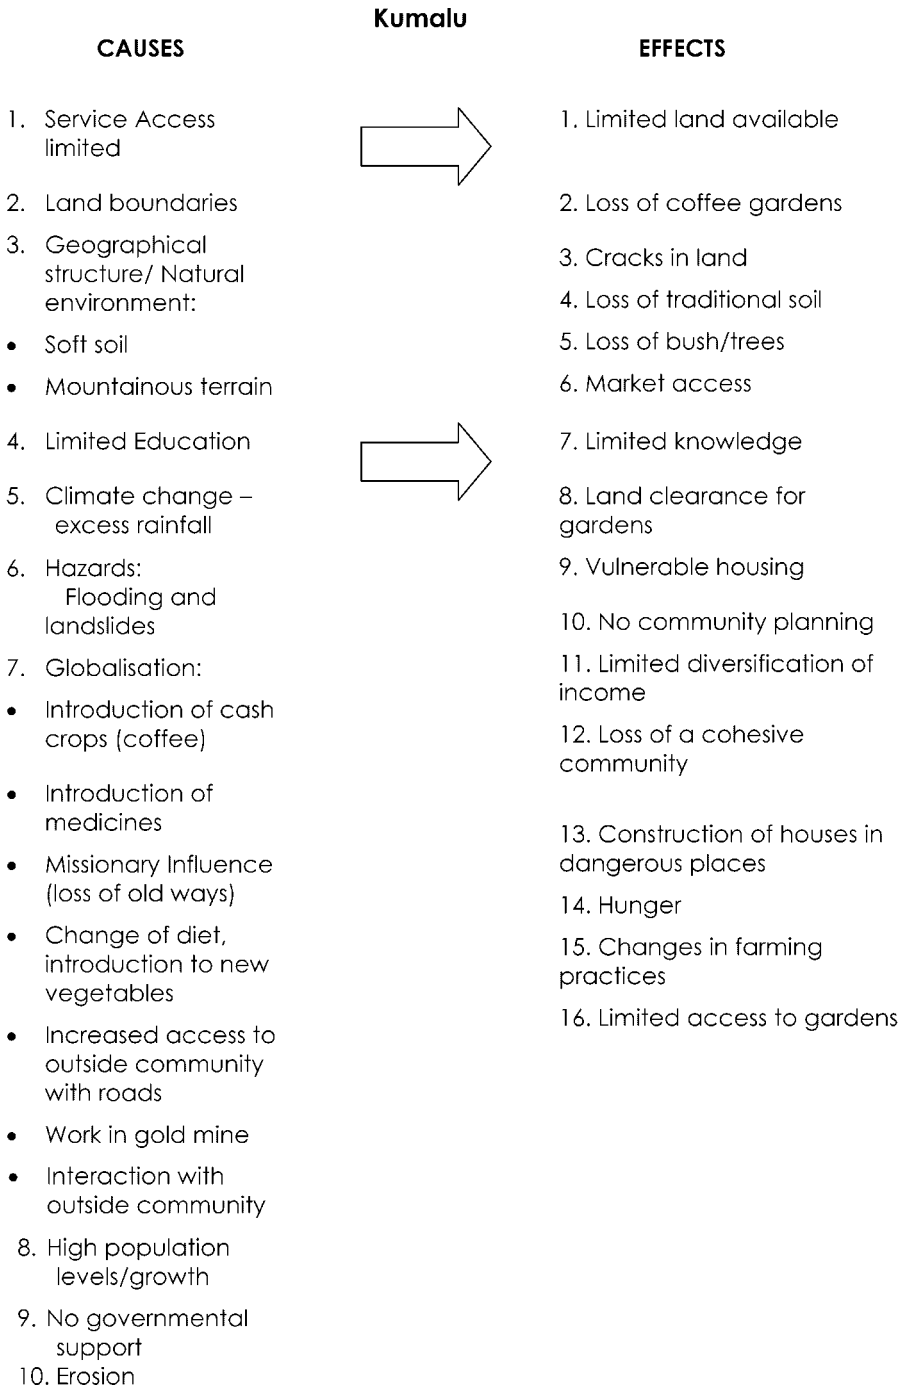 Kumalu
CAUSES
EFFECTS
1. Service Access
limited
2. Land boundaries
3. Geographical
structure/ Natural
environment:
• Soft soil
• Mountainous terrain
4. Limited Education
5. Climate change –
excess rainfall
6. Hazards:
Flooding and
landslides
7. Globalisation:
• Introduction of cash
crops (coffee)
• Introduction of
medicines
• Missionary Influence
(loss of old ways)
• Change of diet,
introduction to new
vegetables
• Increased access to
outside community
with roads
• Work in gold mine
• Interaction with
outside community
8. High population
levels/growth
9. No governmental
support
10. Erosion
1. Limited land available
2. Loss of coffee gardens
3. Cracks in land
4. Loss of traditional soil
5. Loss of bush/trees
6. Market access
7. Limited knowledge
8. Land clearance for
gardens
9. Vulnerable housing
10. No community planning
11. Limited diversification of
income
12. Loss of a cohesive
community
13. Construction of houses in
dangerous places
14. Hunger
15. Changes in farming
practices
16. Limited access to gardens